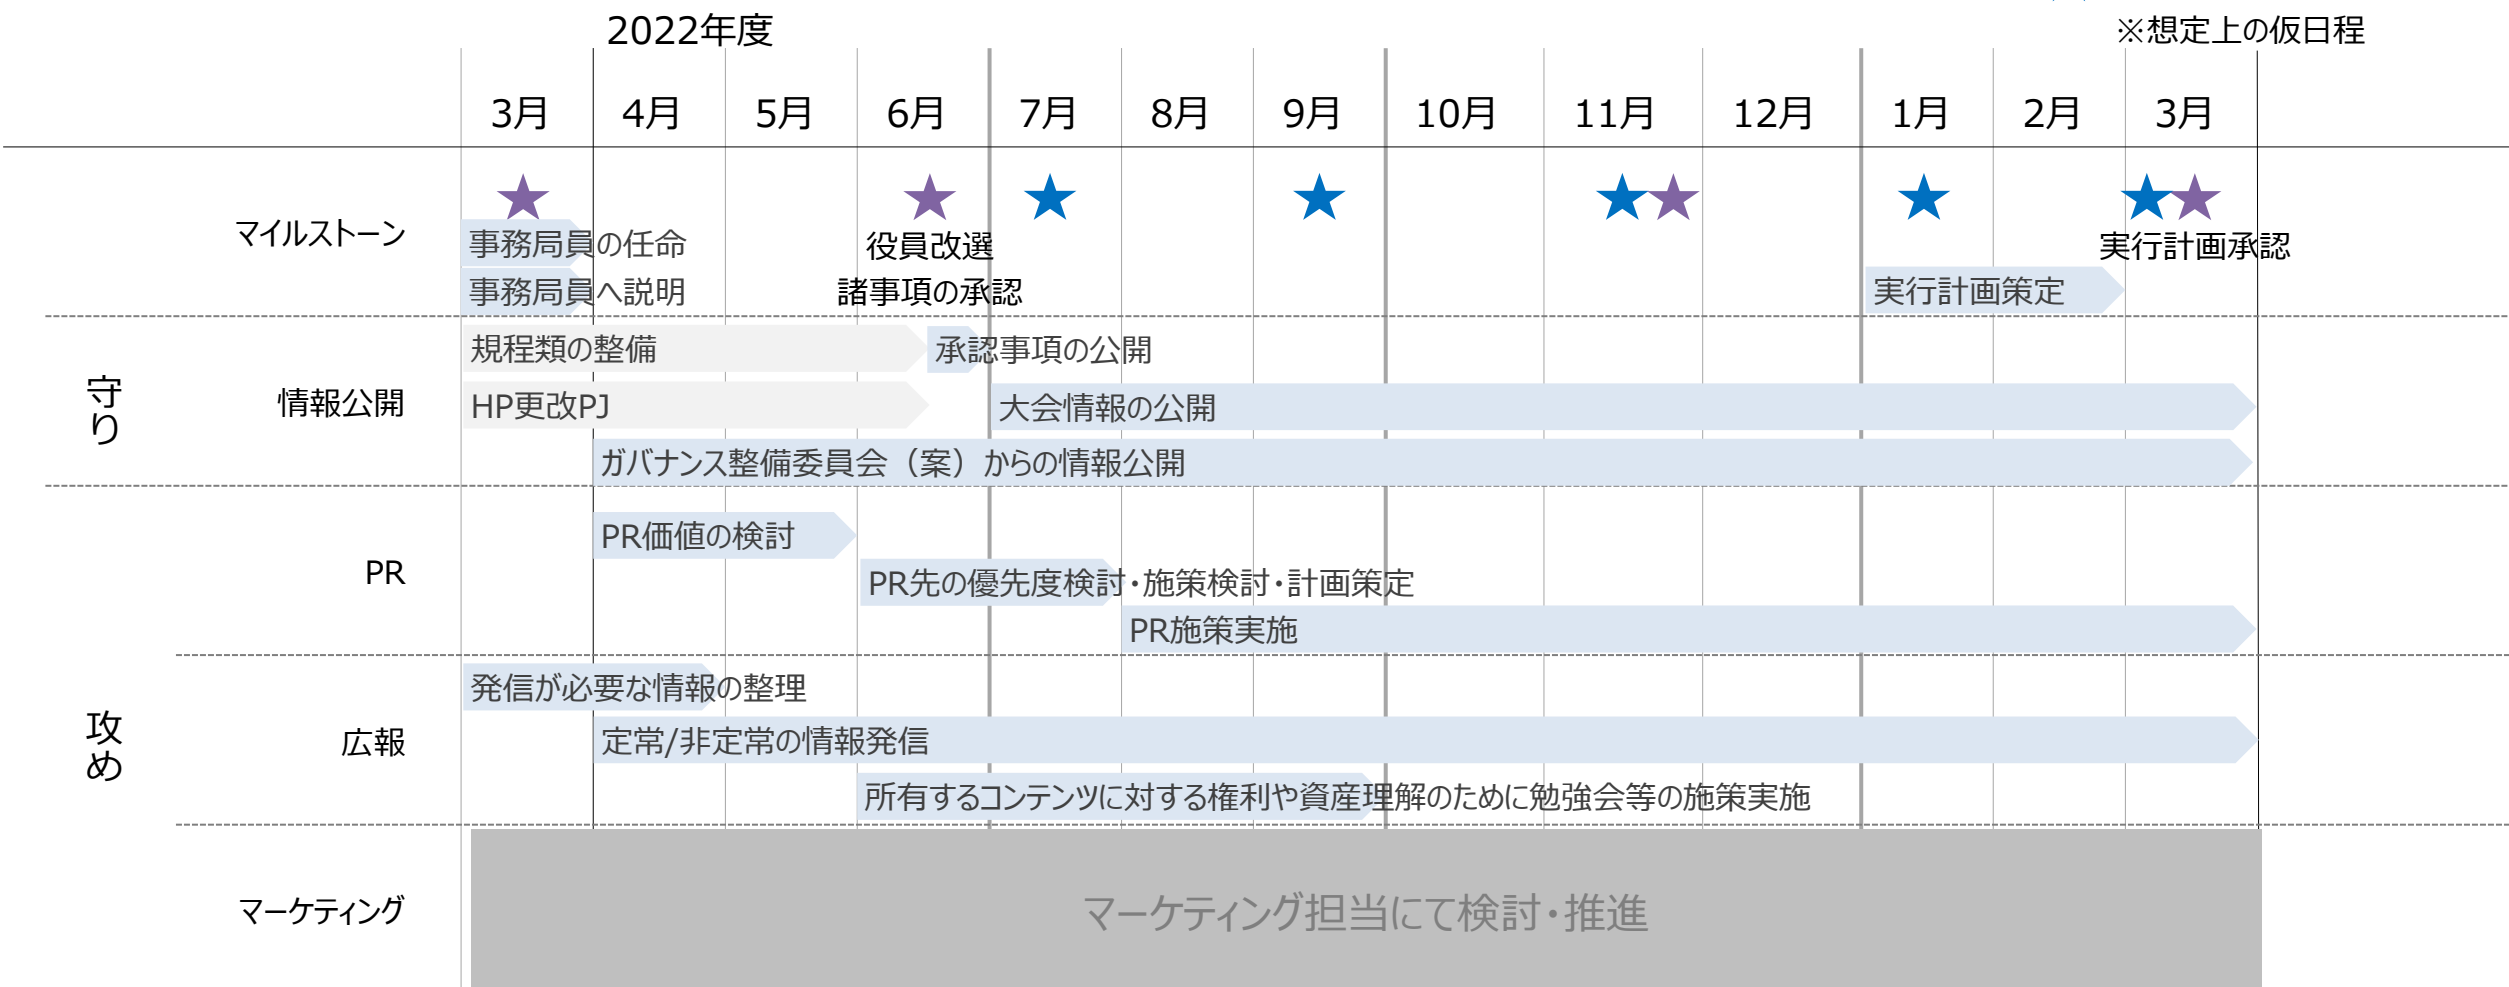 2022年度
※想定上の仮日程
3月 4月 5月 6月 7月 8月 9月 10月 11月 12月 1月 2月 3月
マイルストーン
事務局員の任命
役員改選
実行計画承認
事務局員へ説明
諸事項の承認
実行計画策定
守り
情報公開
規程類の整備
承認事項の公開
HP更改PJ
大会情報の公開
ガバナンス整備委員会（案）からの情報公開
攻め
PR
PR価値の検討
PR先の優先度検討・施策検討・計画策定
PR施策実施
広報
発信が必要な情報の整理
定常/非定常の情報発信
所有するコンテンツに対する権利や資産理解のために勉強会等の施策実施
マーケティング
マーケティング担当にて検討・推進